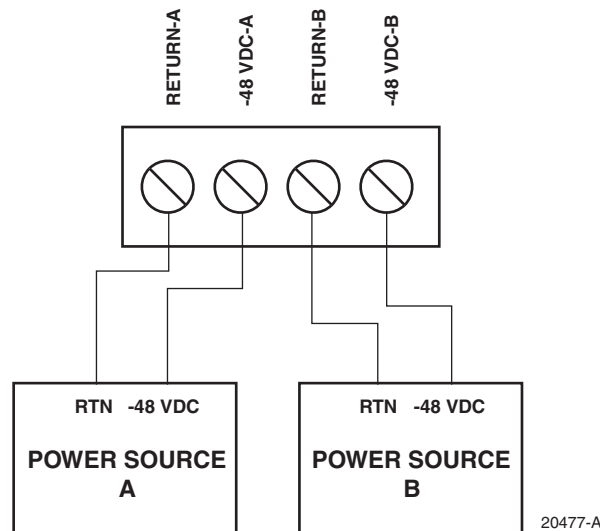 RETURN-A
-48 VDC-A
RETURN-B
-48 VDC-B
RTN -48 VDC
POWER SOURCE
A
RTN -48 VDC
POWER SOURCE
B
20477-A